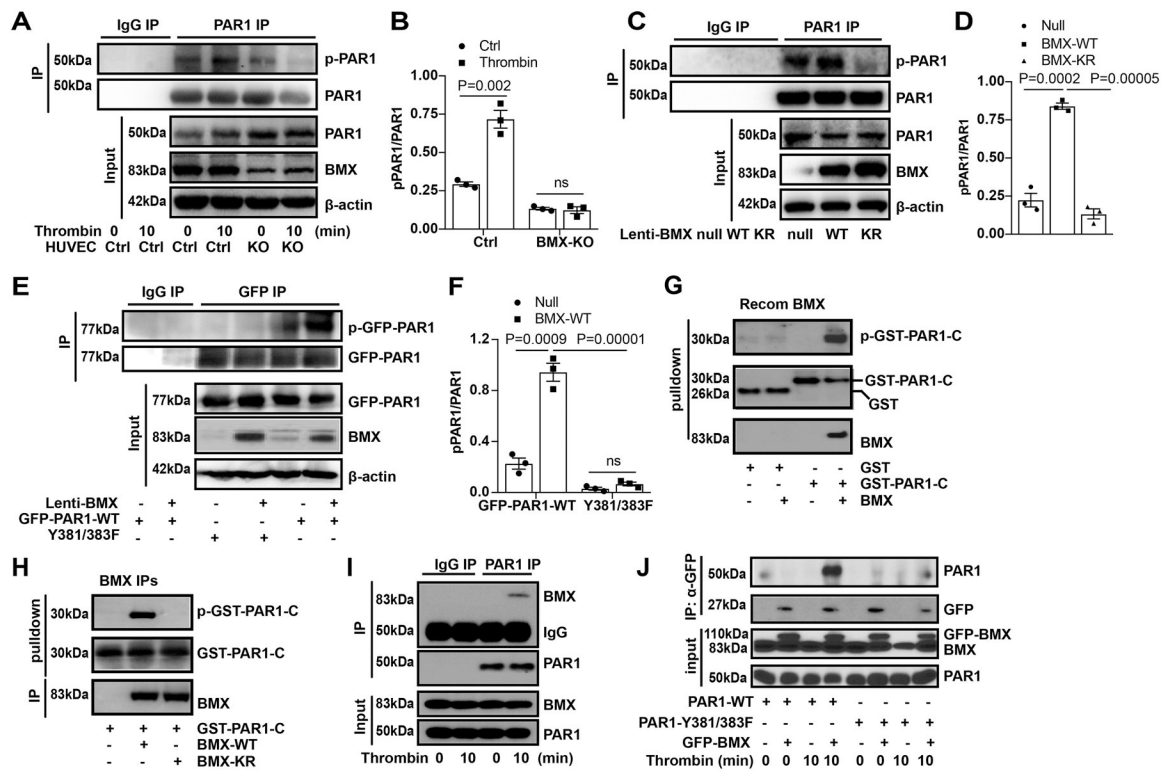 A
IgG IP PAR1 IP
IP
50kDa p-PAR1
50kDa PAR1
Input
50kDa PAR1
83kDa BMX
42kDa β-actin
Thrombin 0 10 0 10 0 10 (min)
HUVEC Ctrl Ctrl Ctrl Ctrl KO KO
B
Ctrl
Thrombin
pPAR1/PAR1
1.00
0.75
0.50
0.25
0.00
P=0.002
ns
Ctrl BMX-KO
C
IgG IP PAR1 IP
IP
50kDa p-PAR1
50kDa PAR1
Input
50kDa PAR1
83kDa BMX
42kDa β-actin
Lenti-BMX null WT KR null WT KR
D
Null
BMX-WT
BMX-KR
P=0.0002 P=0.00005
pPAR1/PAR1
1.00
0.75
0.50
0.25
0.00
E
IgG IP GFP IP
IP
77kDa p-GFP-PAR1
77kDa GFP-PAR1
Input
77kDa GFP-PAR1
83kDa BMX
42kDa β-actin
Lenti-BMX - + - + - +
GFP-PAR1-WT + + - - + +
Y381/383F - - + + - -
F
Null
BMX-WT
P=0.0009 P=0.00001
pPAR1/PAR1
1.2
0.8
0.4
0.0
ns
GFP-PAR1-WT Y381/383F
G
Recom BMX
pulldown
30kDa p-GST-PAR1-C
30kDa GST-PAR1-C
26kDa GST
83kDa BMX
+ + - - GST
- - + + GST-PAR1-C
- + - + BMX
H
BMX IPs
pulldown
30kDa p-GST-PAR1-C
30kDa GST-PAR1-C
IP
83kDa BMX
+ + + GST-PAR1-C
- + - BMX-WT
- - + BMX-KR
I
IgG IP PAR1 IP
IP
83kDa BMX
50kDa IgG
50kDa PAR1
Input
83kDa BMX
50kDa PAR1
Thrombin 0 10 0 10 (min)
J
IP: α-GFP
50kDa PAR1
27kDa GFP
input
110kDa GFP-BMX
83kDa BMX
50kDa PAR1
PAR1-WT + + + + - - - -
PAR1-Y381/383F - - - - + + + +
GFP-BMX - + - + - + - +
Thrombin (min) 0 0 10 10 0 0 10 10